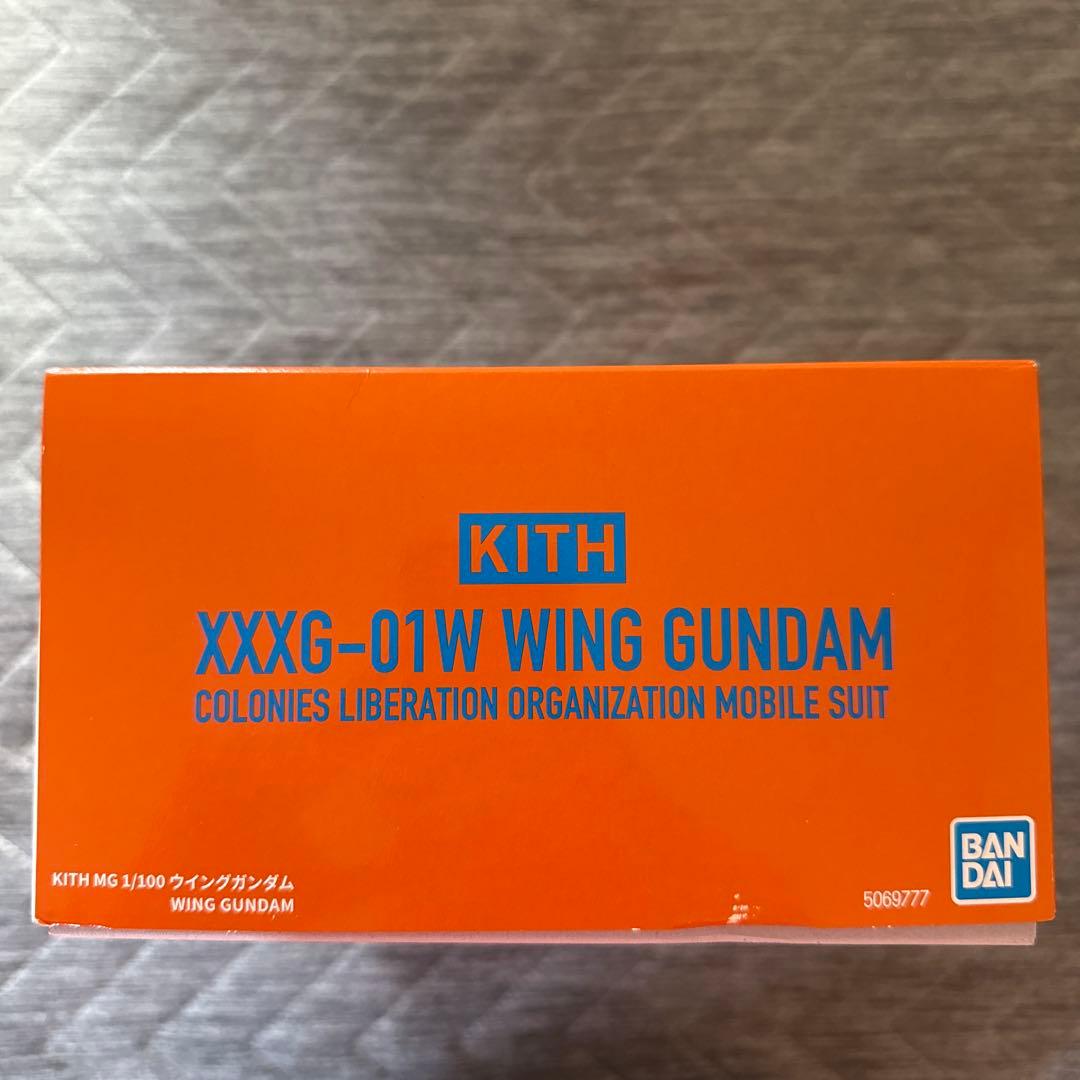 KITH
XXXG-01W WING GUNDAM
COLONIES LIBERATION ORGANIZATION MOBILE SUIT
KITH MG 1/100 ウイングガンダム
WING GUNDAM
5069777
BAN
DAI